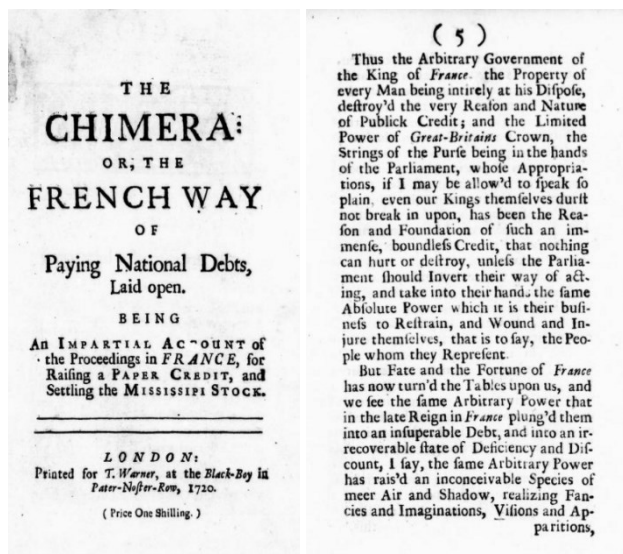 THE
CHIMERA:
OR, THE
FRENCH WAY
OF
Paying National Debts,
Laid open.
BEING
An IMPARTIAL ACCOUNT of
the Proceedings in FRANCE, for
Raiſing a PAPER CREDIT, and
Settling the MISSISSIPI STOCK.
LONDON:
Printed for T. Warner, at the Black-Boy in
Pater-Noſter-Row, 1720.
( Price One Shilling. )
( 5 )
Thus the Arbitrary Government of
the King of France the Property of
every Man being intirely at his Diſpoſe,
deſtroy'd the very Reaſon and Nature
of Publick Credit; and the Limited
Power of Great-Britains Crown, the
Strings of the Purſe being in the hands
of the Parliament, whoſe Appropria-
tions, if I may be allow'd to ſpeak ſo
plain, even our Kings themſelves durſt
not break in upon, has been the Rea-
ſon and Foundation of ſuch an im-
menſe, boundleſs Credit, that nothing
can hurt or deſtroy, unleſs the Parlia-
ment ſhould Invert their way of act-
ing, and take into their hands the ſame
Abſolute Power which it is their buſi-
neſs to Reſtrain, and Wound and In-
jure themſelves, that is to ſay, the Peo-
ple whom they Repreſent.
But Fate and the Fortune of France
has now turn'd the Tables upon us, and
we ſee the ſame Arbitrary Power that
in the late Reign in France plung'd them
into an inſuperable Debt, and into an ir-
recoverable ſtate of Deficiency and Diſ-
count, I ſay, the ſame Arbitrary Power
has rais'd an inconceivable Species of
meer Air and Shadow, realizing Fan-
cies and Imaginations, Viſions and Ap-
paritions,